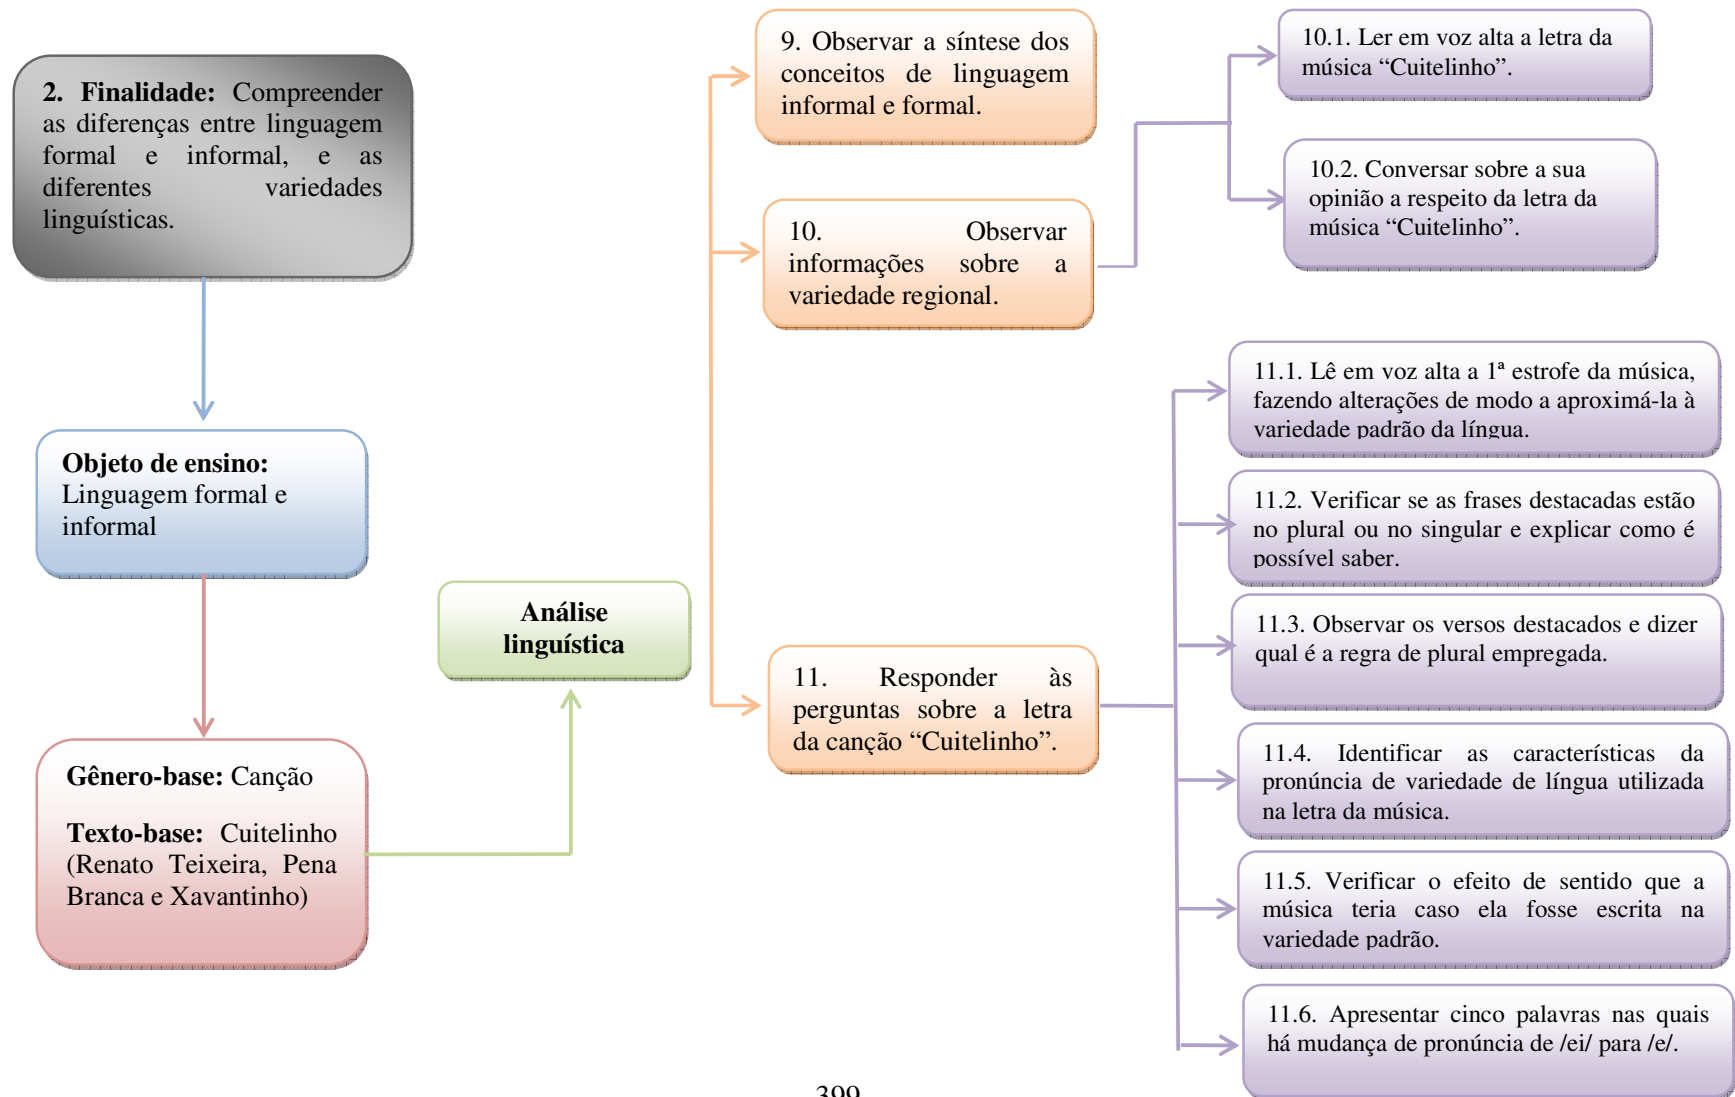 2. Finalidade: Compreender
as diferenças entre linguagem
formal e informal, e as
diferentes variedades
linguísticas.
Objeto de ensino:
Linguagem formal e
informal
Gênero-base: Canção
Texto-base: Cuitelinho
(Renato Teixeira, Pena
Branca e Xavantinho)
Análise
linguística
9. Observar a síntese dos
conceitos de linguagem
informal e formal.
10. Observar
informações sobre a
variedade regional.
11. Responder às
perguntas sobre a letra
da canção “Cuitelinho”.
10.1. Ler em voz alta a letra da
música “Cuitelinho”.
10.2. Conversar sobre a sua
opinião a respeito da letra da
música “Cuitelinho”.
11.1. Lê em voz alta a 1ª estrofe da música,
fazendo alterações de modo a aproximá-la à
variedade padrão da língua.
11.2. Verificar se as frases destacadas estão
no plural ou no singular e explicar como é
possível saber.
11.3. Observar os versos destacados e dizer
qual é a regra de plural empregada.
11.4. Identificar as características da
pronúncia de variedade de língua utilizada
na letra da música.
11.5. Verificar o efeito de sentido que a
música teria caso ela fosse escrita na
variedade padrão.
11.6. Apresentar cinco palavras nas quais
há mudança de pronúncia de /ei/ para /e/.
399